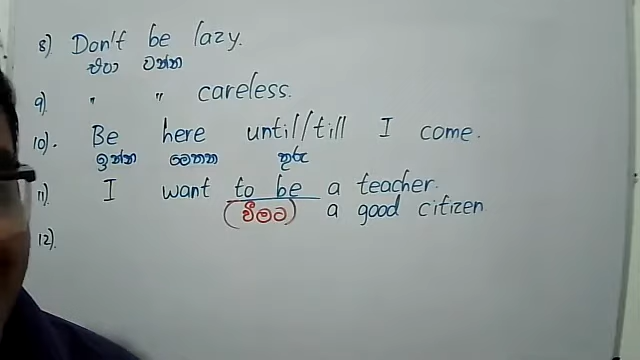 8) Don't be lazy.
එපා වන්න
9) " " careless.
10). Be here until/till I come.
ඉන්න මෙතන තුරු
11) I want to be a teacher.
(වීමට) a good citizen
12).